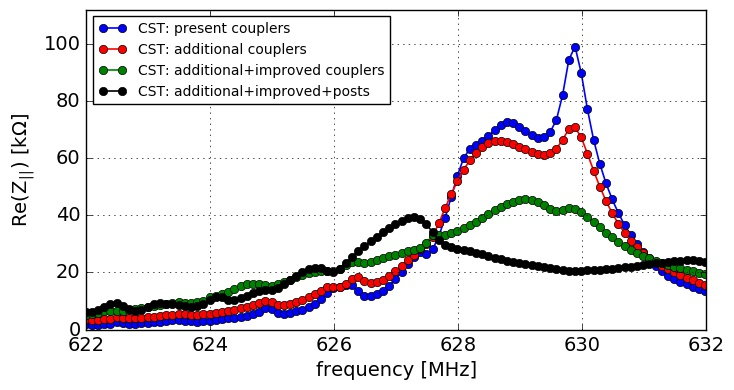 CST: present couplers
CST: additional couplers
CST: additional+improved couplers
CST: additional+improved+posts
Re(Z||) [kΩ]
100
80
60
40
20
0
622 624 626 628 630 632
frequency [MHz]